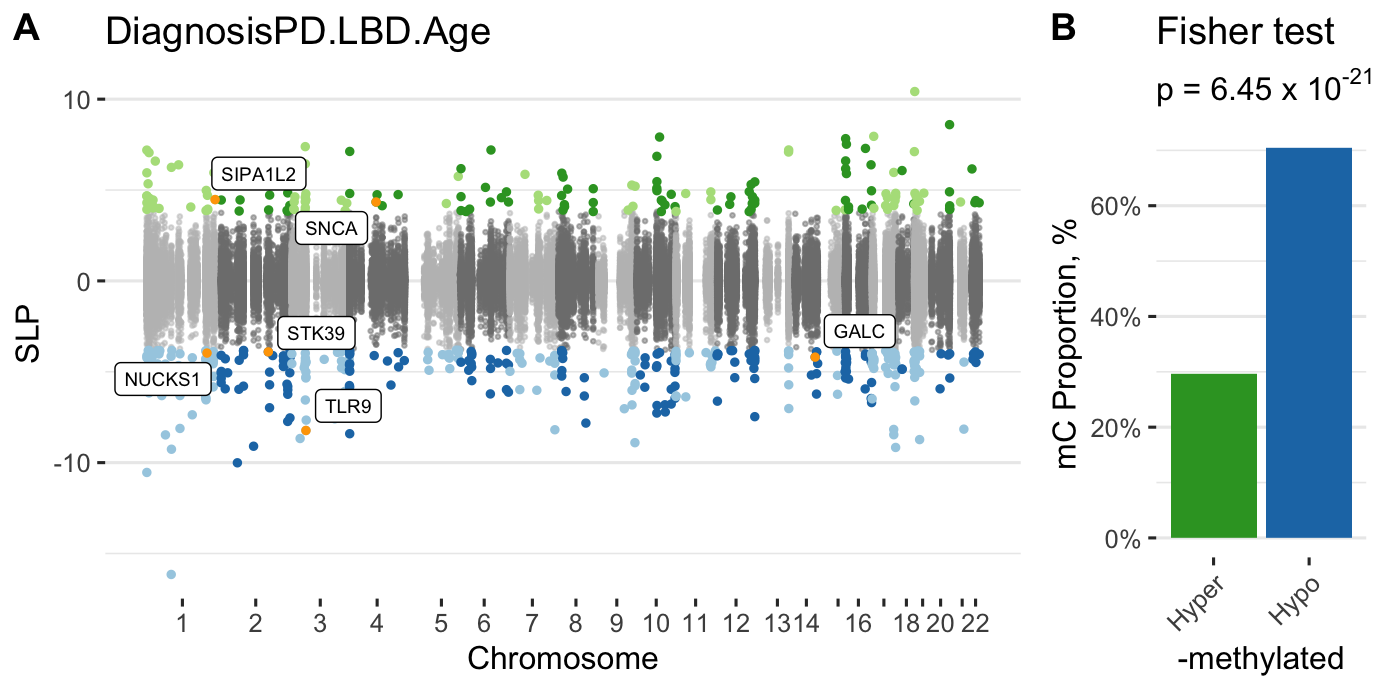 A DiagnosisPD.LBD.Age
SLP
10
0
-10
SIPA1L2
SNCA
STK39
GALC
NUCKS1
TLR9
1 2 3 4 5 6 7 8 9 10 11 12 13 14 16 18 20 22
Chromosome
B Fisher test
p = 6.45 x 10⁻²¹
mC Proportion, %
60%
40%
20%
0%
Hyper Hypo
-methylated